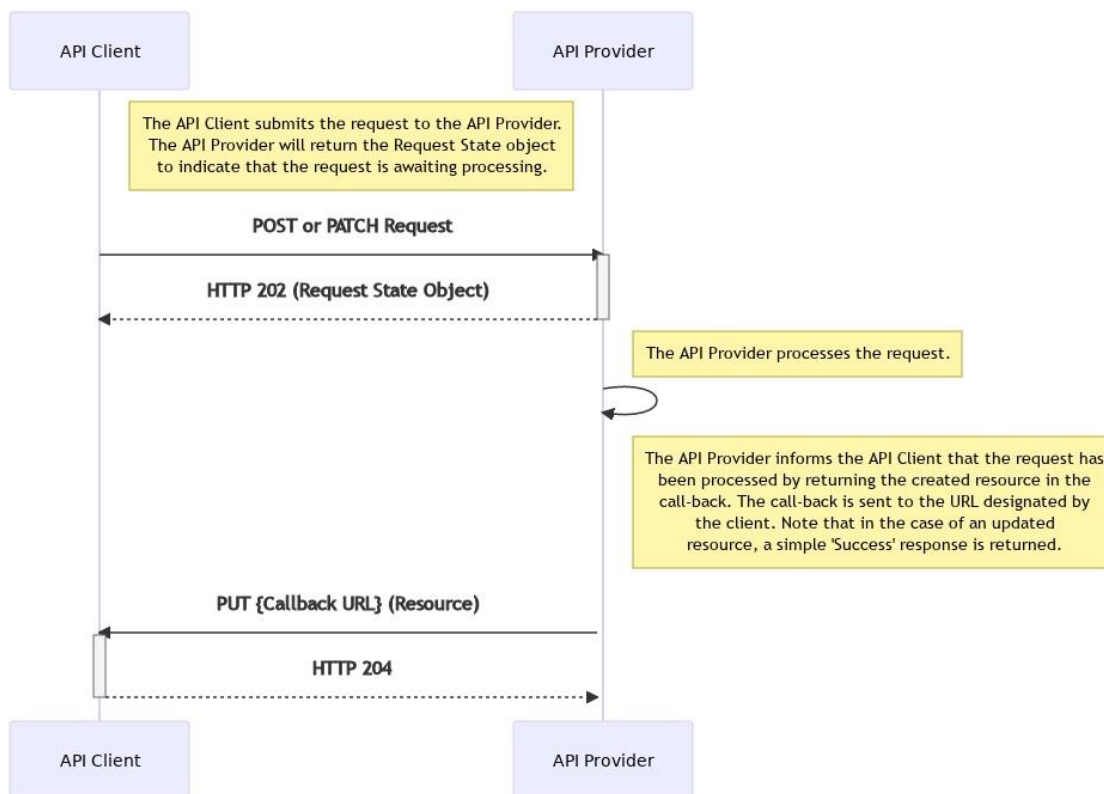 API Client
API Provider
The API Client submits the request to the API Provider.
The API Provider will return the Request State object
to indicate that the request is awaiting processing.
POST or PATCH Request
HTTP 202 (Request State Object)
The API Provider processes the request.
The API Provider informs the API Client that the request has
been processed by returning the created resource in the
call-back. The call-back is sent to the URL designated by
the client. Note that in the case of an updated
resource, a simple 'Success' response is returned.
PUT {Callback URL} (Resource)
HTTP 204
API Client
API Provider